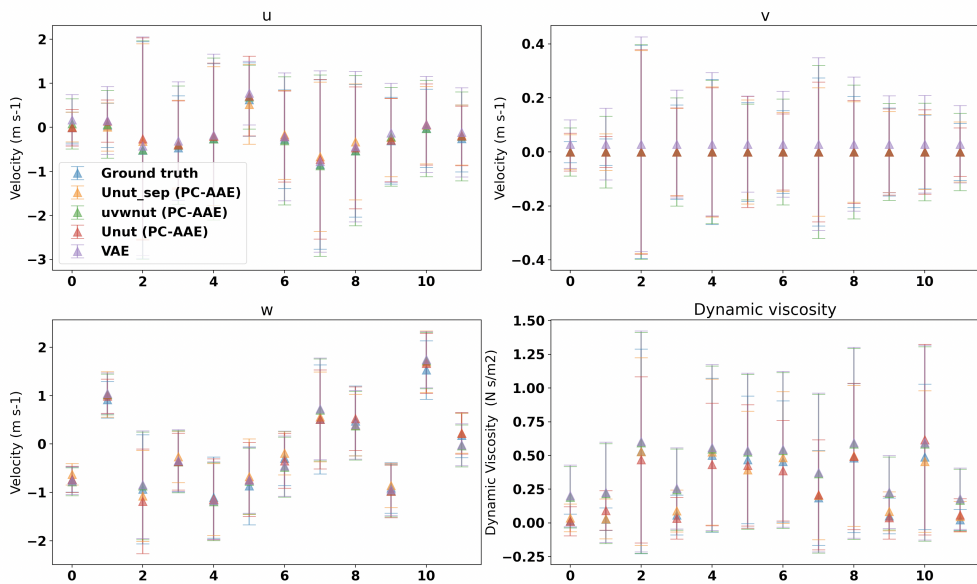 u
v
Velocity (m s-1)
2
1
0
−1
−2
−3
Ground truth
Unut_sep (PC-AAE)
uvwnut (PC-AAE)
Unut (PC-AAE)
VAE
0 2 4 6 8 10
Velocity (m s-1)
0.4
0.2
0.0
−0.2
−0.4
0 2 4 6 8 10
w
Dynamic viscosity
Velocity (m s-1)
2
1
0
−1
−2
0 2 4 6 8 10
Dynamic Viscosity (N s/m2)
1.50
1.25
1.00
0.75
0.50
0.25
0.00
−0.25
0 2 4 6 8 10